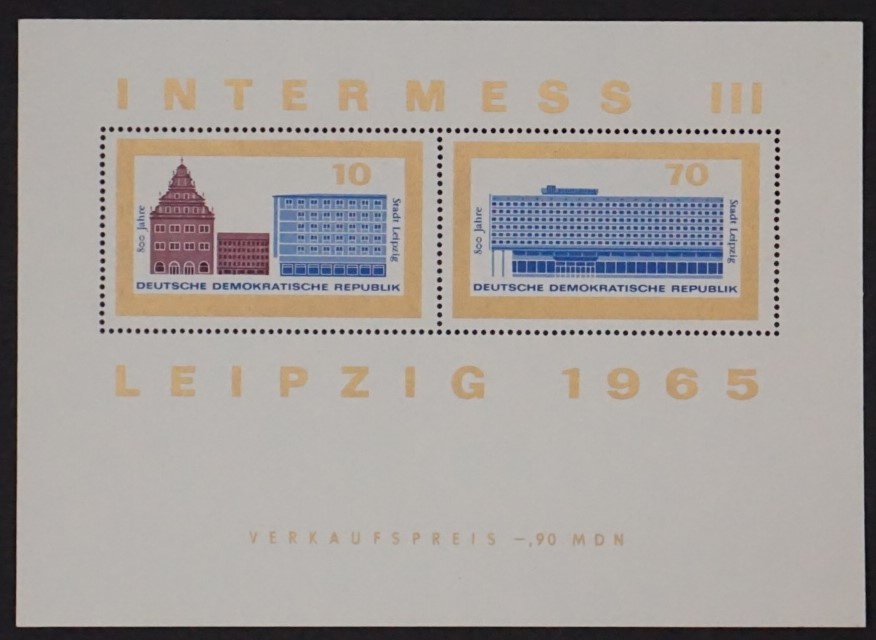 INTERMESS III
10
800 Jahre
Stadt Leipzig
DEUTSCHE DEMOKRATISCHE REPUBLIK
70
800 Jahre
Stadt Leipzig
DEUTSCHE DEMOKRATISCHE REPUBLIK
LEIPZIG 1965
VERKAUFSPREIS –,90 MDN